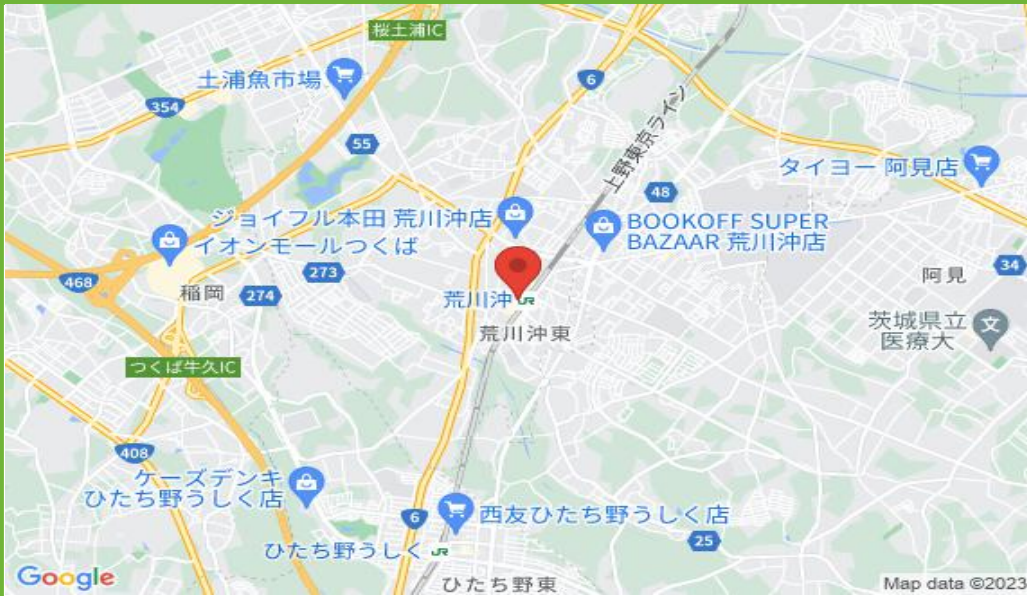 桜土浦IC
土浦魚市場
6
354
上野東京ライン
55
タイヨー 阿見店
48
ジョイフル本田 荒川沖店
BOOKOFF SUPER
BAZAAR 荒川沖店
イオンモールつくば
468
273
274
稲岡
阿見
34
荒川沖
JR
荒川沖東
茨城県立
医療大
文
つくば牛久IC
408
ケーズデンキ
ひたち野うしく店
6
西友ひたち野うしく店
25
ひたち野うしく
JR
ひたち野東
Google
Map data ©2023